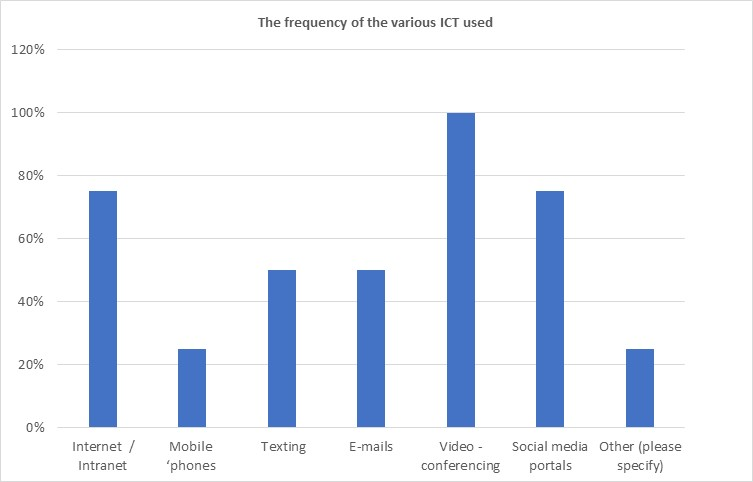 The frequency of the various ICT used
120%
100%
80%
60%
40%
20%
0%
Internet / Intranet
Mobile ‘phones
Texting
E-mails
Video - conferencing
Social media portals
Other (please specify)